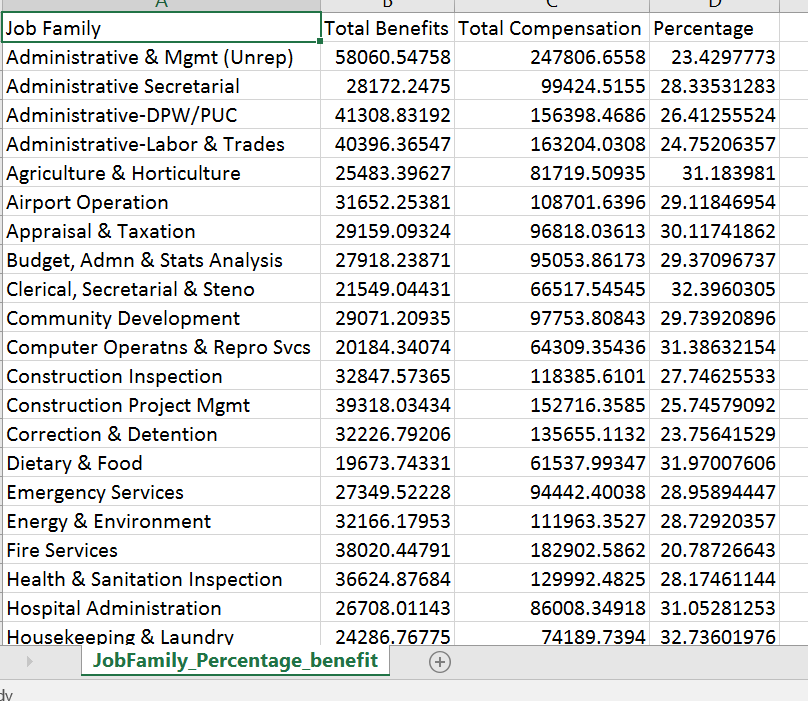 A B C D
Job Family Total Benefits Total Compensation Percentage
Administrative & Mgmt (Unrep) 58060.54758 247806.6558 23.4297773
Administrative Secretarial 28172.2475 99424.5155 28.33531283
Administrative-DPW/PUC 41308.83192 156398.4686 26.41255524
Administrative-Labor & Trades 40396.36547 163204.0308 24.75206357
Agriculture & Horticulture 25483.39627 81719.50935 31.183981
Airport Operation 31652.25381 108701.6396 29.11846954
Appraisal & Taxation 29159.09324 96818.03613 30.11741862
Budget, Admn & Stats Analysis 27918.23871 95053.86173 29.37096737
Clerical, Secretarial & Steno 21549.04431 66517.54545 32.3960305
Community Development 29071.20935 97753.80843 29.73920896
Computer Operatns & Repro Svcs 20184.34074 64309.35436 31.38632154
Construction Inspection 32847.57365 118385.6101 27.74625533
Construction Project Mgmt 39318.03434 152716.3585 25.74579092
Correction & Detention 32226.79206 135655.1132 23.75641529
Dietary & Food 19673.74331 61537.99347 31.97007606
Emergency Services 27349.52228 94442.40038 28.95894447
Energy & Environment 32166.17953 111963.3527 28.72920357
Fire Services 38020.44791 182902.5862 20.78726643
Health & Sanitation Inspection 36624.87684 129992.4825 28.17461144
Hospital Administration 26708.01143 86008.34918 31.05281253
Housekeeping & Laundry 24286.76775 74189.7394 32.73601976
JobFamily_Percentage_benefit